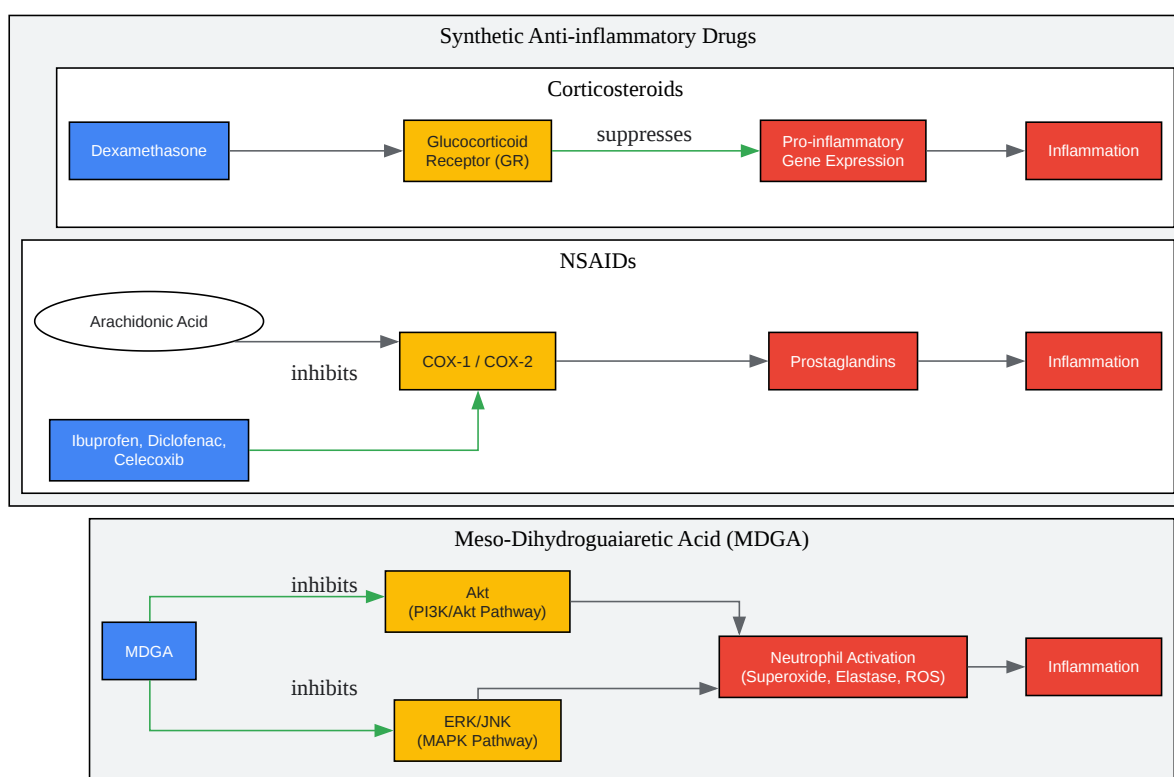 Synthetic Anti-inflammatory Drugs
Corticosteroids
Dexamethasone
Glucocorticoid
Receptor (GR)
suppresses
Pro-inflammatory
Gene Expression
Inflammation
NSAIDs
Arachidonic Acid
inhibits
COX-1 / COX-2
Prostaglandins
Inflammation
Ibuprofen, Diclofenac,
Celecoxib
Meso-Dihydroguaiaretic Acid (MDGA)
MDGA
inhibits
Akt
(PI3K/Akt Pathway)
inhibits
ERK/JNK
(MAPK Pathway)
Neutrophil Activation
(Superoxide, Elastase, ROS)
Inflammation